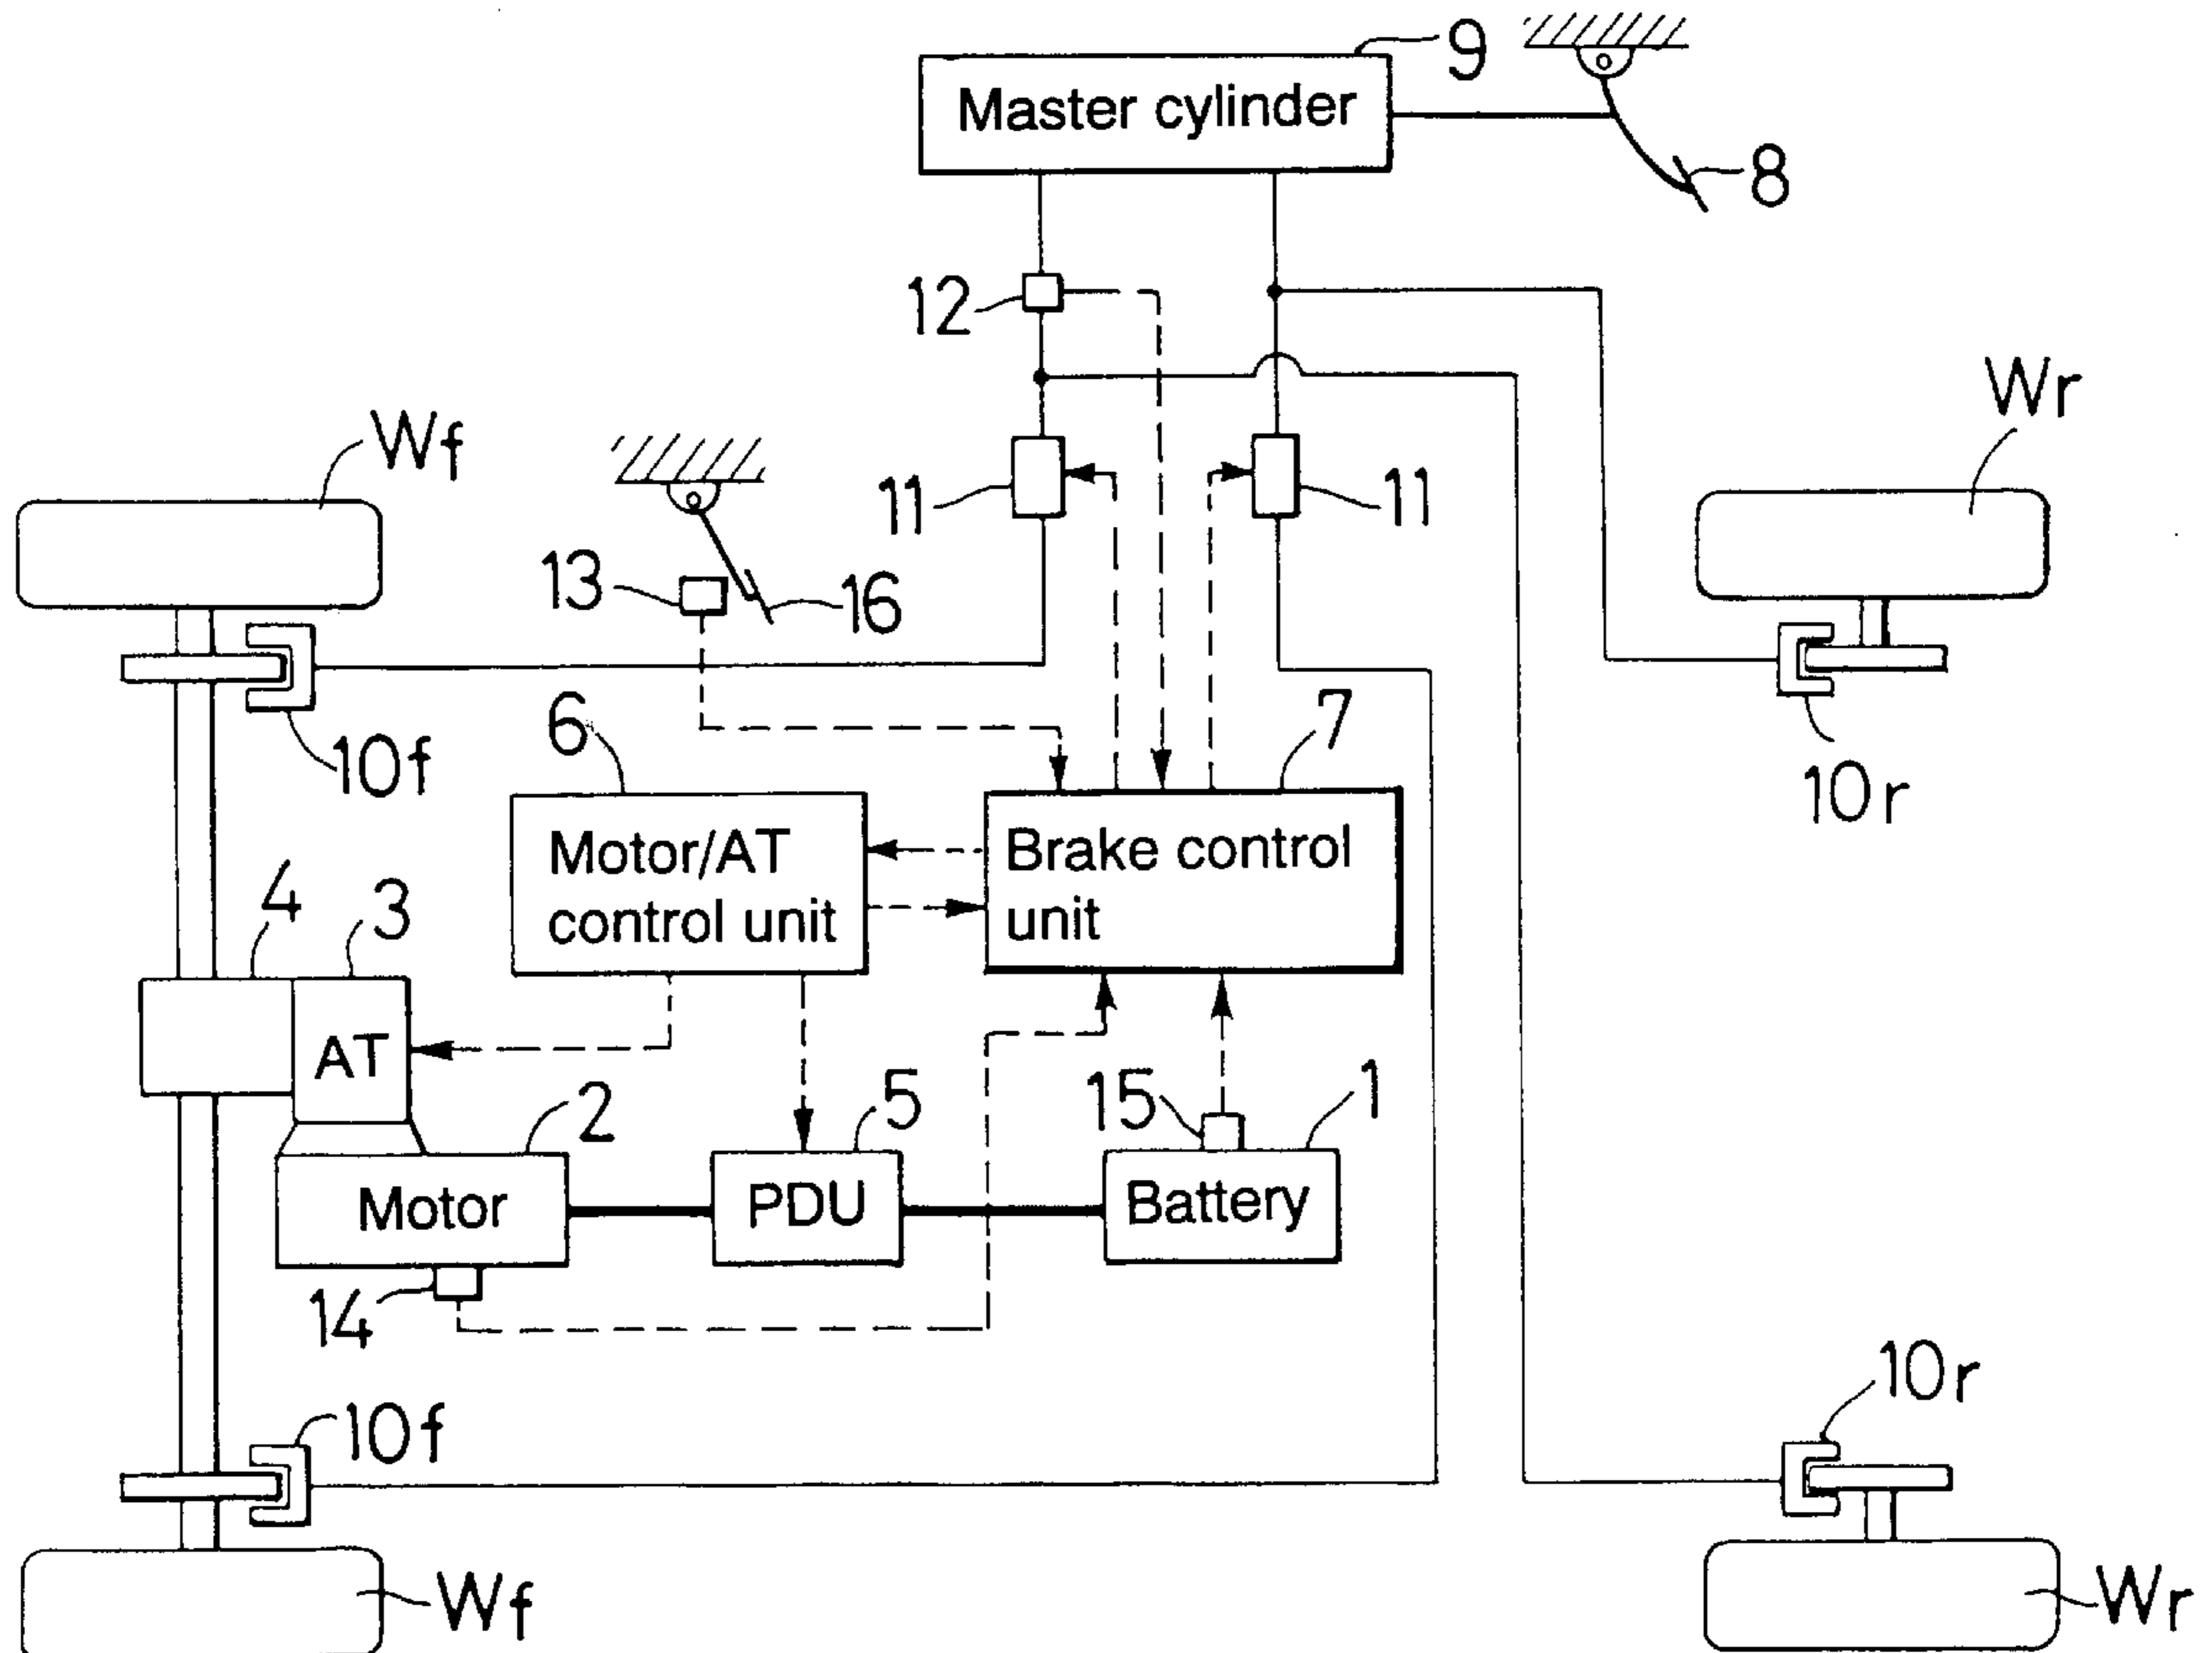 9
Master cylinder
8
12
Wr
Wf
11
11
13
16
6
7
10f
10r
Motor/AT
control unit
Brake control
unit
4
3
AT
2
5
15
1
Motor
PDU
Battery
14
10r
10f
Wf
Wr